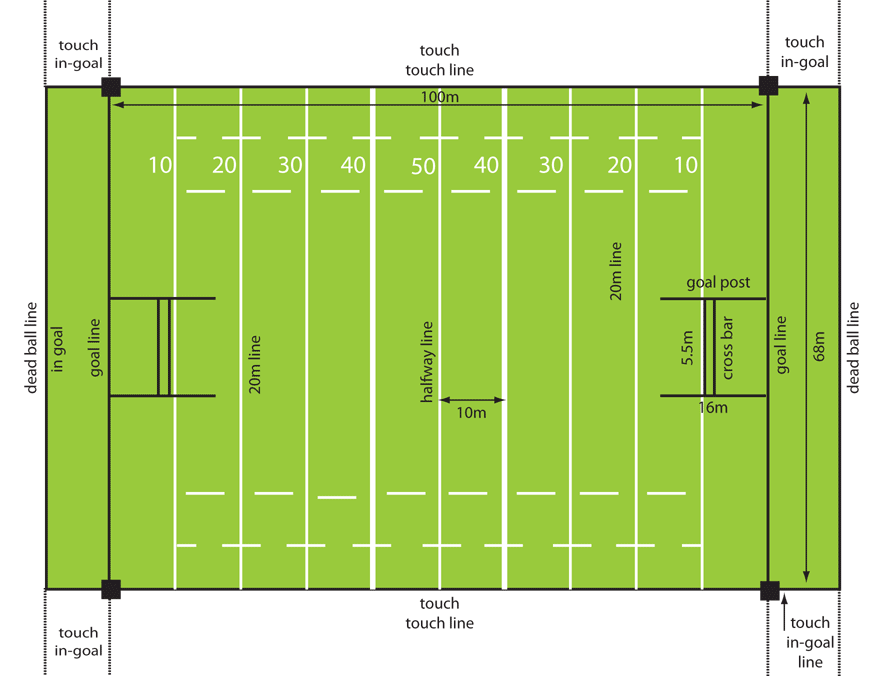 touch
in-goal
touch
touch line
touch
in-goal
100m
10
20
30
40
50
40
30
20
10
20m line
goal post
dead ball line
in goal
goal line
20m line
halfway line
10m
5.5m
cross bar
16m
goal line
68m
dead ball line
touch
in-goal
touch
touch line
touch
in-goal
line